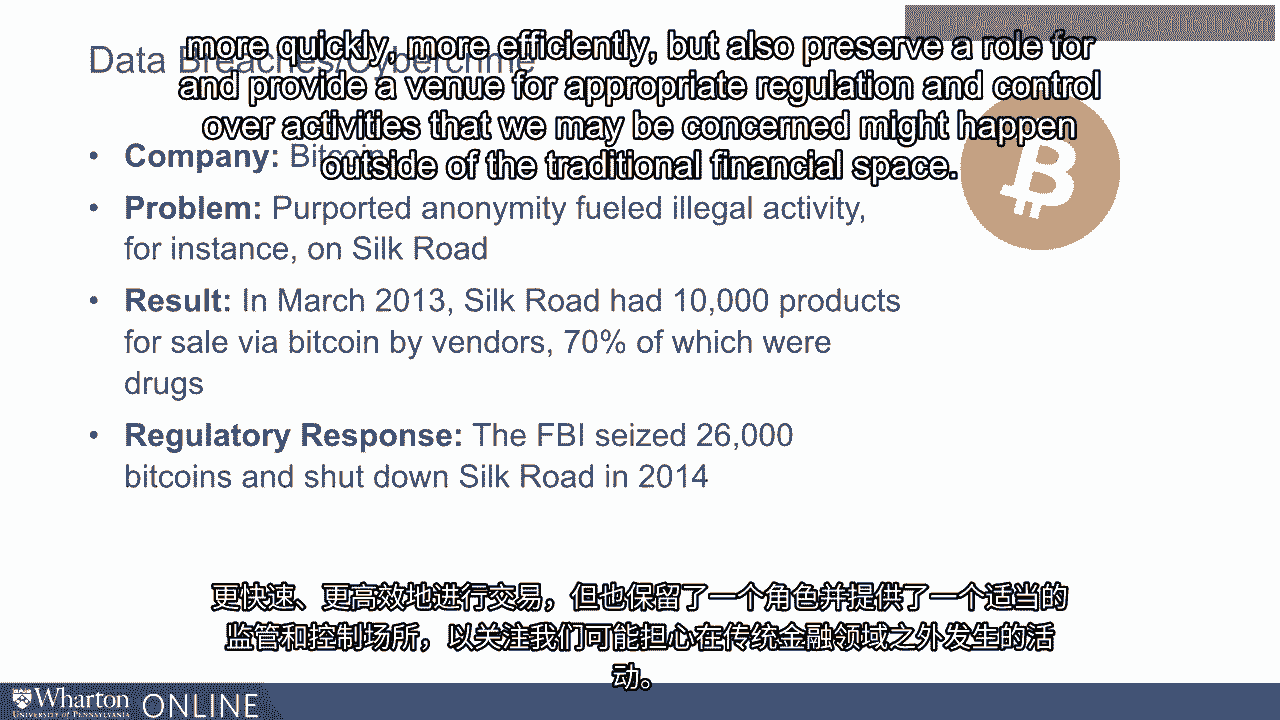 Data Breaches/Cybercrime
more quickly, more efficiently, but also preserve a role for
and provide a venue for appropriate regulation and control
over activities that we may be concerned might happen
outside of the traditional financial space.
• Company: Bitcoin
• Problem: Purported anonymity fueled illegal activity,
for instance, on Silk Road
• Result: In March 2013, Silk Road had 10,000 products
for sale via bitcoin by vendors, 70% of which were
drugs
• Regulatory Response: The FBI seized 26,000
bitcoins and shut down Silk Road in 2014
更快速、更高效地进行交易，但也保留了一个角色并提供了一个适当的
监管和控制场所，以关注我们可能担心在传统金融领域之外发生的活
动。
Wharton
UNIVERSITY of PENNSYLVANIA
ONLINE